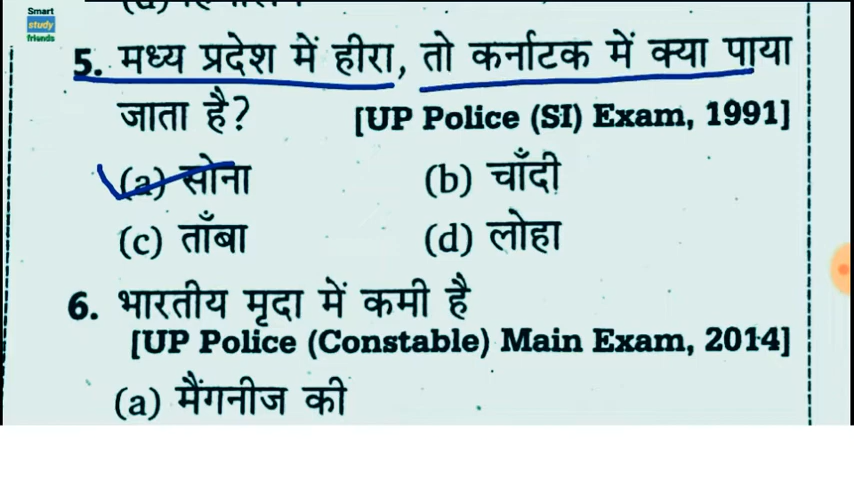 Smart
study
friends
5. मध्य प्रदेश में हीरा, तो कर्नाटक में क्या पाया
जाता है? [UP Police (SI) Exam, 1991]
(a) सोना (b) चाँदी
(c) ताँबा (d) लोहा
6. भारतीय मृदा में कमी है
[UP Police (Constable) Main Exam, 2014]
(a) मैंगनीज की